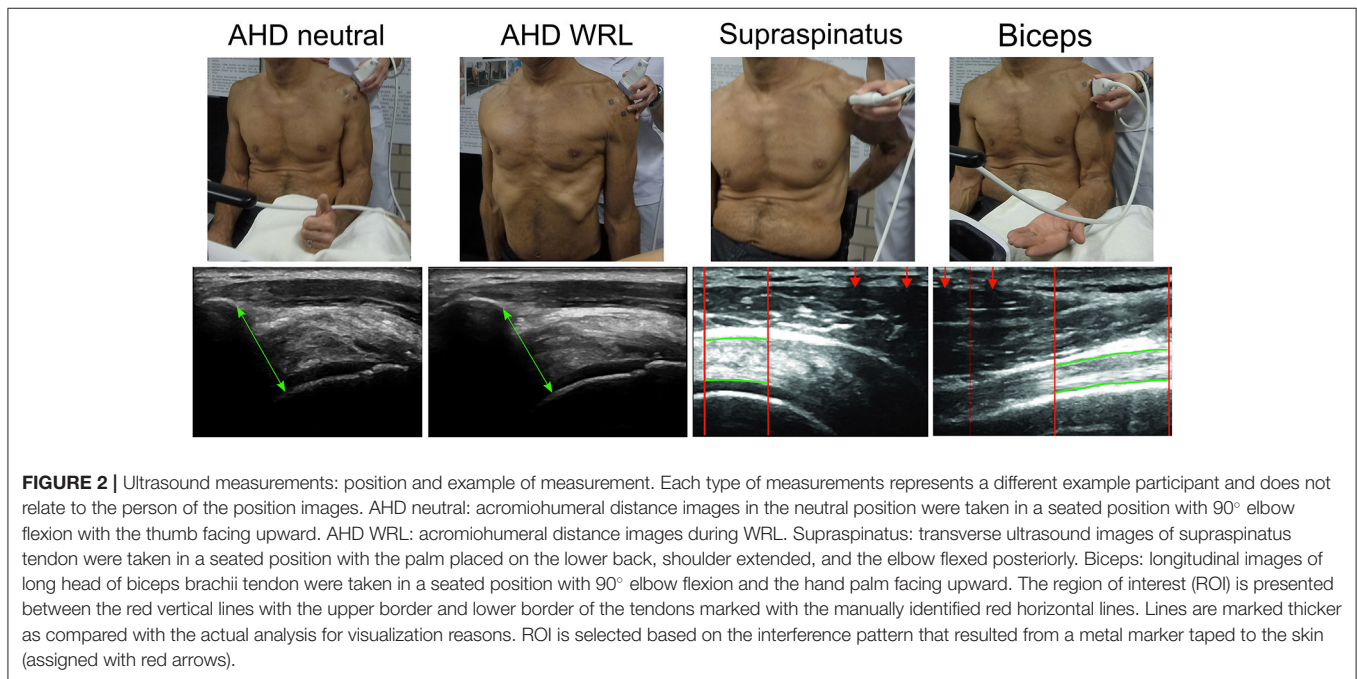 AHD neutral AHD WRL Supraspinatus Biceps
FIGURE 2 | Ultrasound measurements: position and example of measurement. Each type of measurements represents a different example participant and does not
relate to the person of the position images. AHD neutral: acromiohumeral distance images in the neutral position were taken in a seated position with 90° elbow
flexion with the thumb facing upward. AHD WRL: acromiohumeral distance images during WRL. Supraspinatus: transverse ultrasound images of supraspinatus
tendon were taken in a seated position with the palm placed on the lower back, shoulder extended, and the elbow flexed posteriorly. Biceps: longitudinal images of
long head of biceps brachii tendon were taken in a seated position with 90° elbow flexion and the hand palm facing upward. The region of interest (ROI) is presented
between the red vertical lines with the upper border and lower border of the tendons marked with the manually identified red horizontal lines. Lines are marked thicker
as compared with the actual analysis for visualization reasons. ROI is selected based on the interference pattern that resulted from a metal marker taped to the skin
(assigned with red arrows).